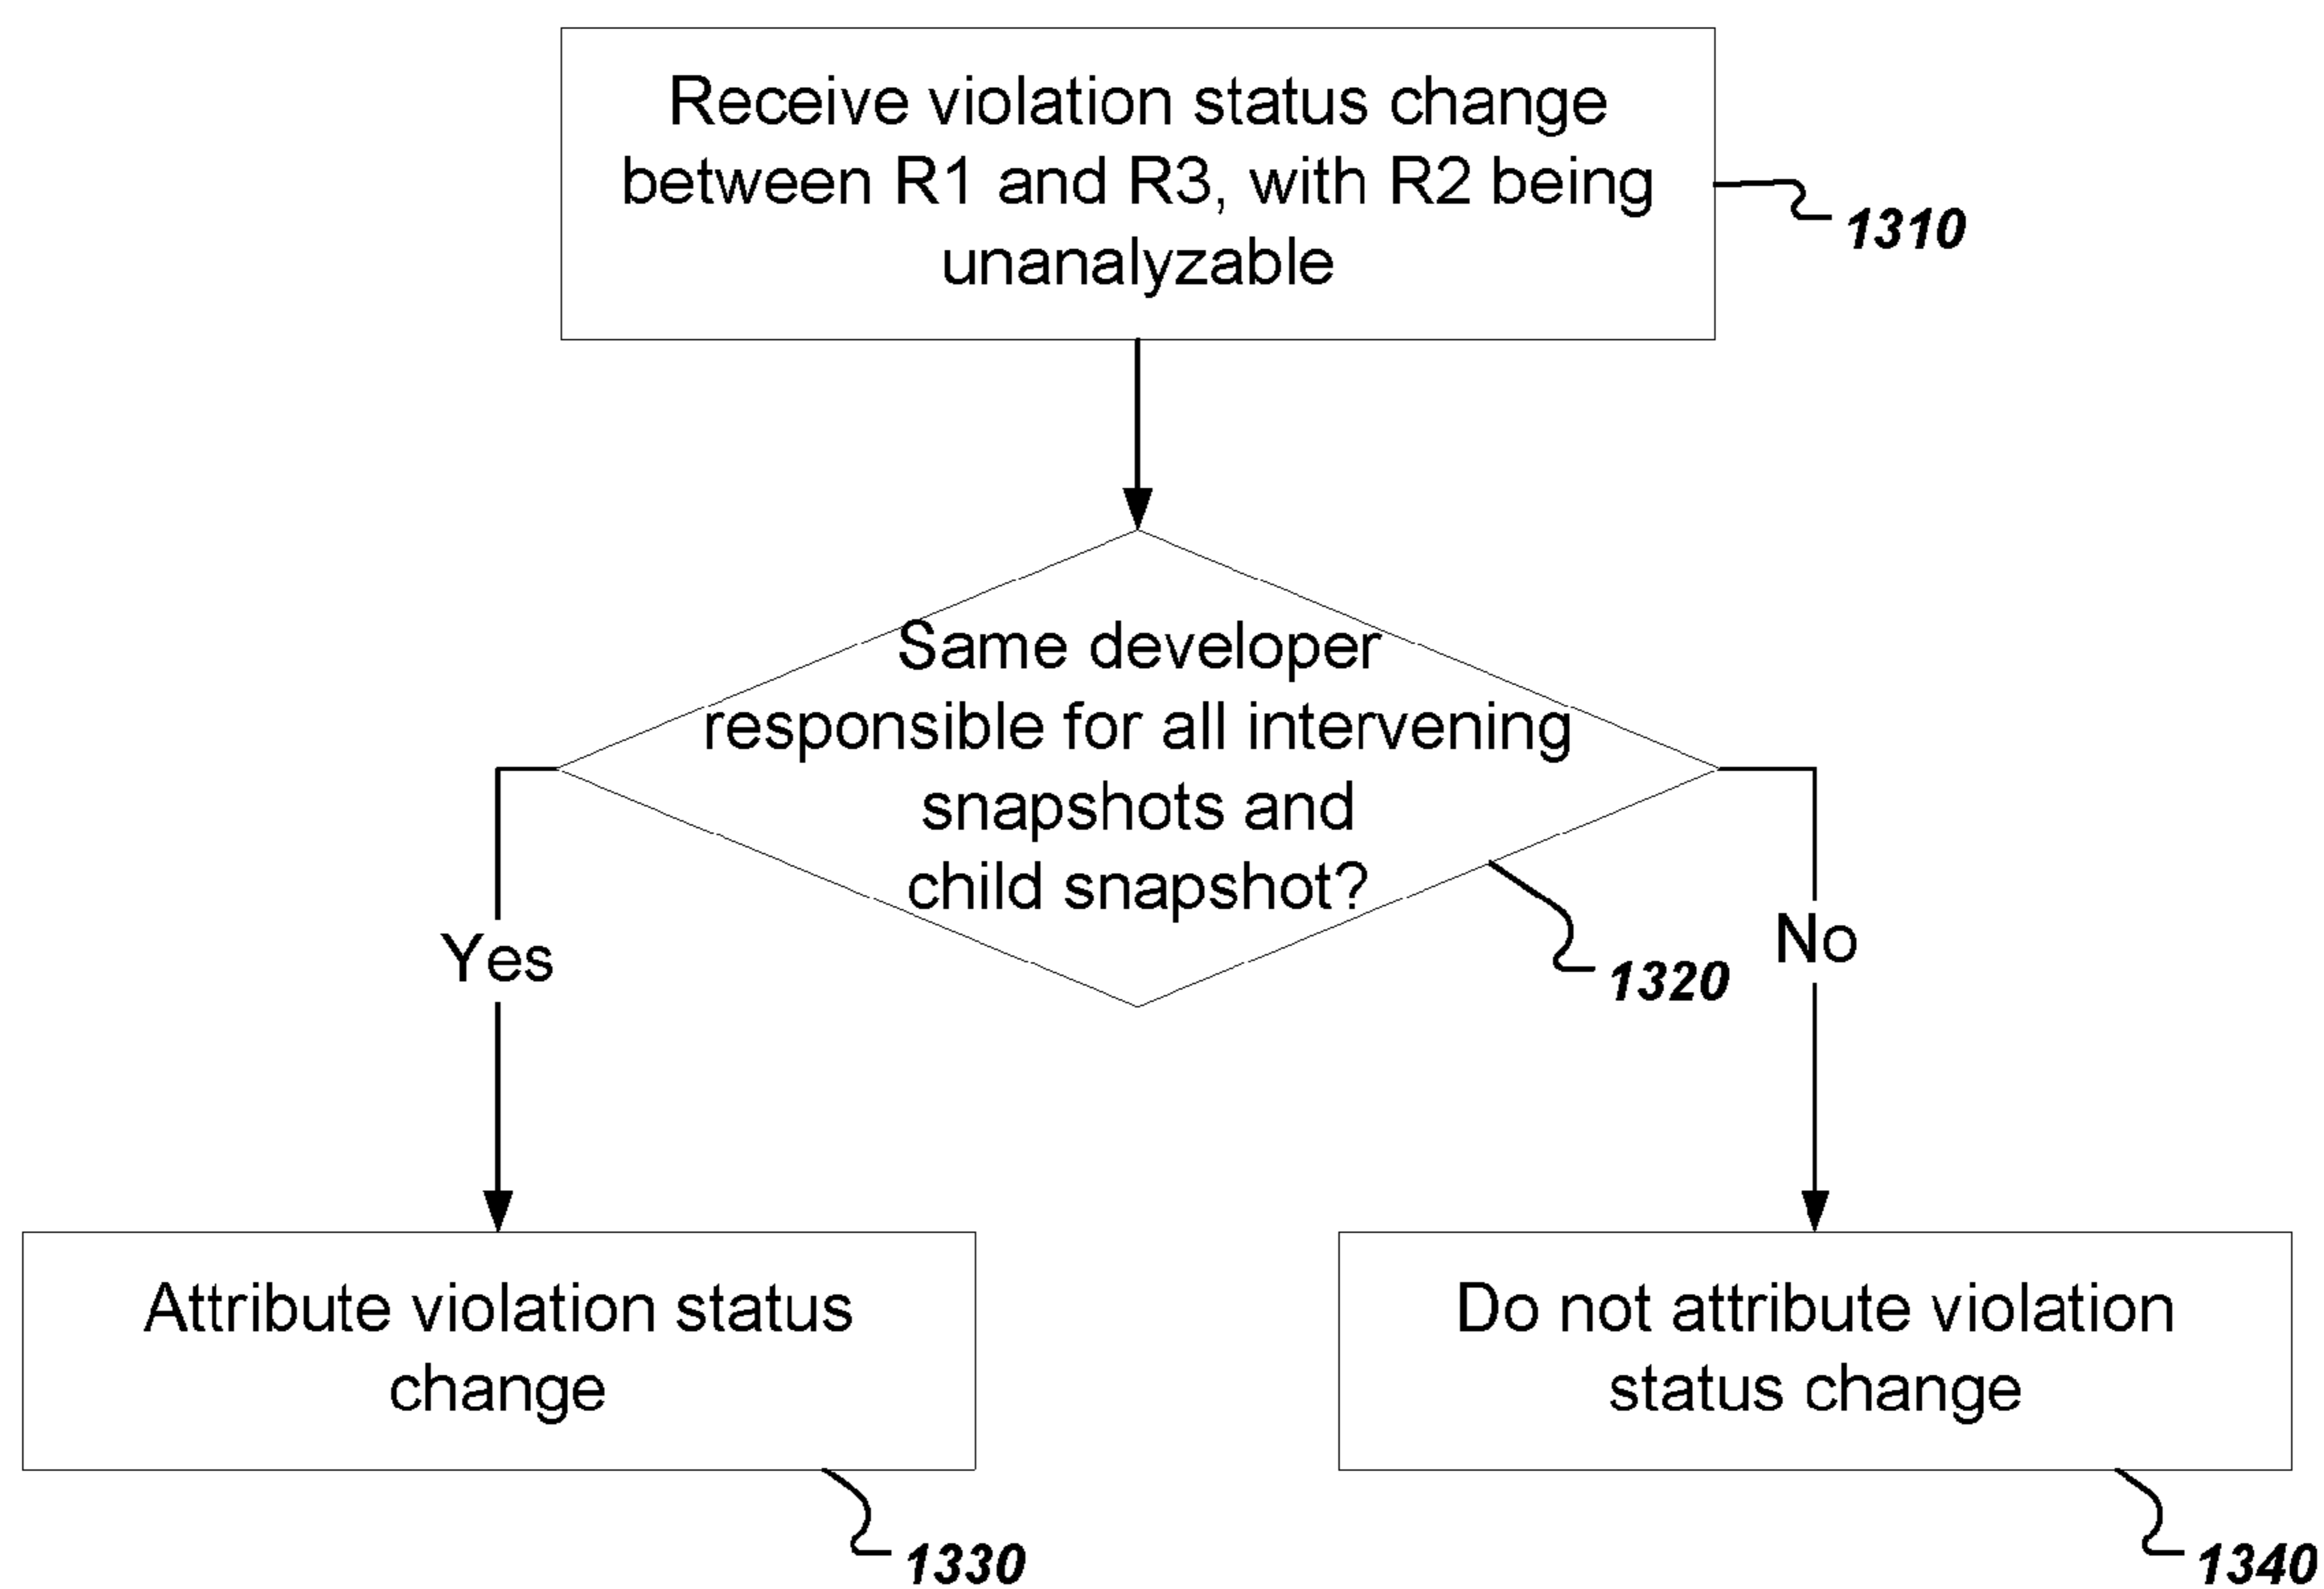 Receive violation status change
between R1 and R3, with R2 being
unanalyzable
1310
Same developer
responsible for all intervening
snapshots and
child snapshot?
1320
Yes
No
Attribute violation status
change
1330
Do not attribute violation
status change
1340